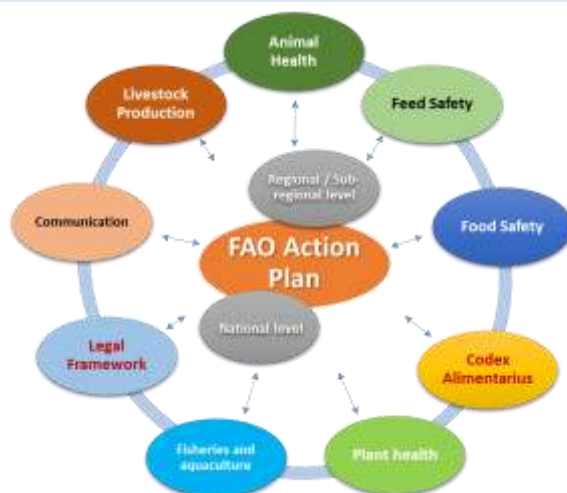 Animal
Health
Livestock
Production
Feed Safety
Regional / Sub-
regional level
Communication
Food Safety
FAO Action
Plan
National level
Legal
Framework
Codex
Alimentarius
Fisheries and
aquaculture
Plant health